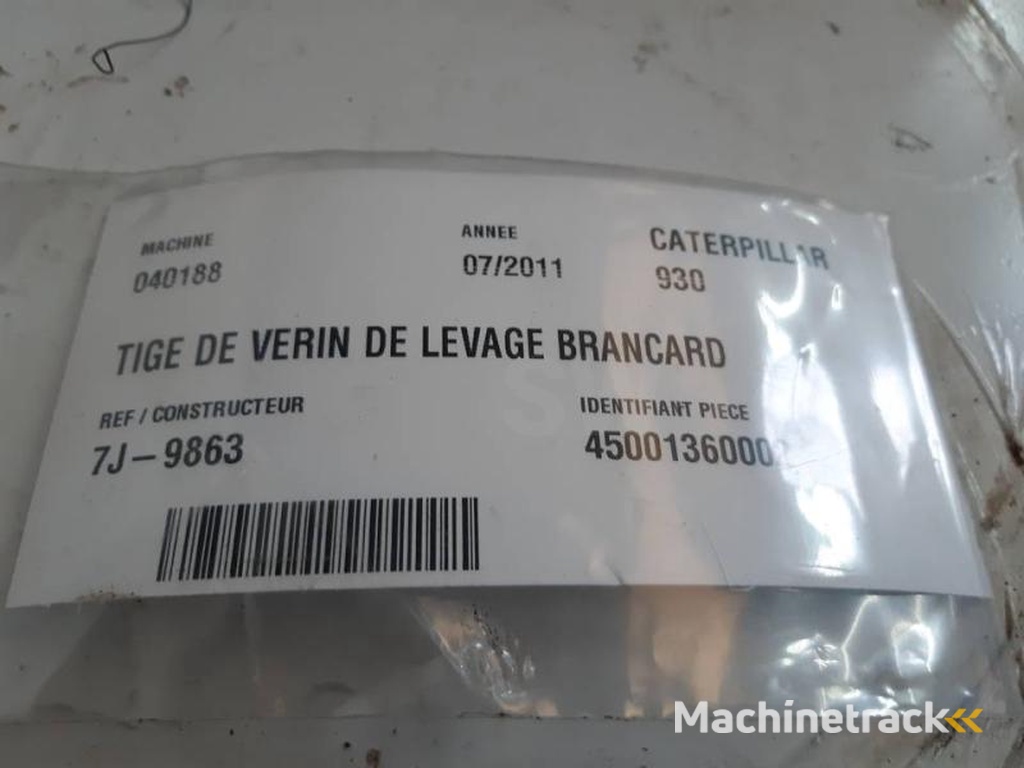 MACHINE ANNEE CATERPILLAR
040188 07/2011 930
TIGE DE VERIN DE LEVAGE BRANCARD
REF / CONSTRUCTEUR IDENTIFIANT PIECE
7J-9863
Machinetrack